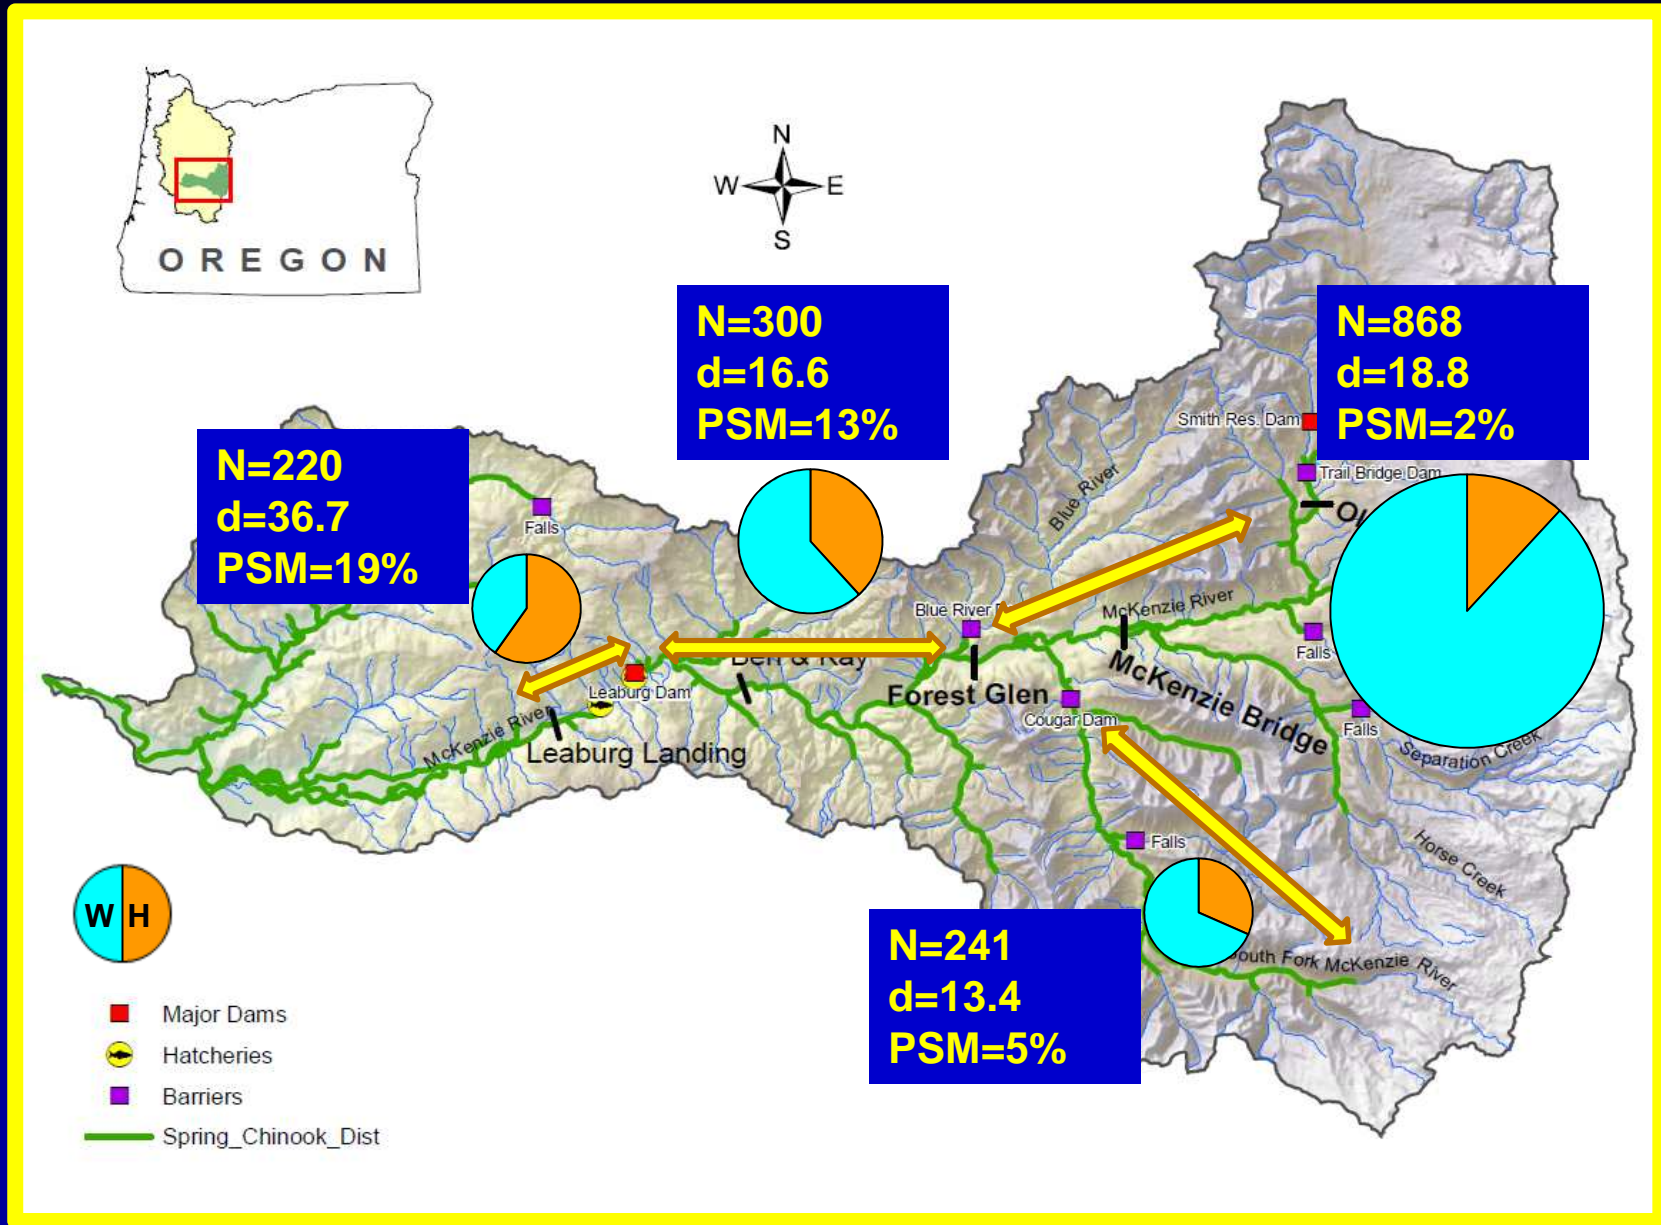 OREGON
N
W E
S
N=300
d=16.6
PSM=13%
N=868
d=18.8
PSM=2%
Smith Res. Dam
Trail Bridge Dam
N=220
d=36.7
PSM=19%
Falls
Blue River
Blue River
McKenzie River
Falls
Ben & Kay
Forest Glen
McKenzie Bridge
Leaburg Dam
Cougar Dam
Falls
McKenzie River
Leaburg Landing
Separation Creek
Falls
Horse Creek
W H
N=241
d=13.4
PSM=5%
South Fork McKenzie River
Major Dams
Hatcheries
Barriers
Spring_Chinook_Dist